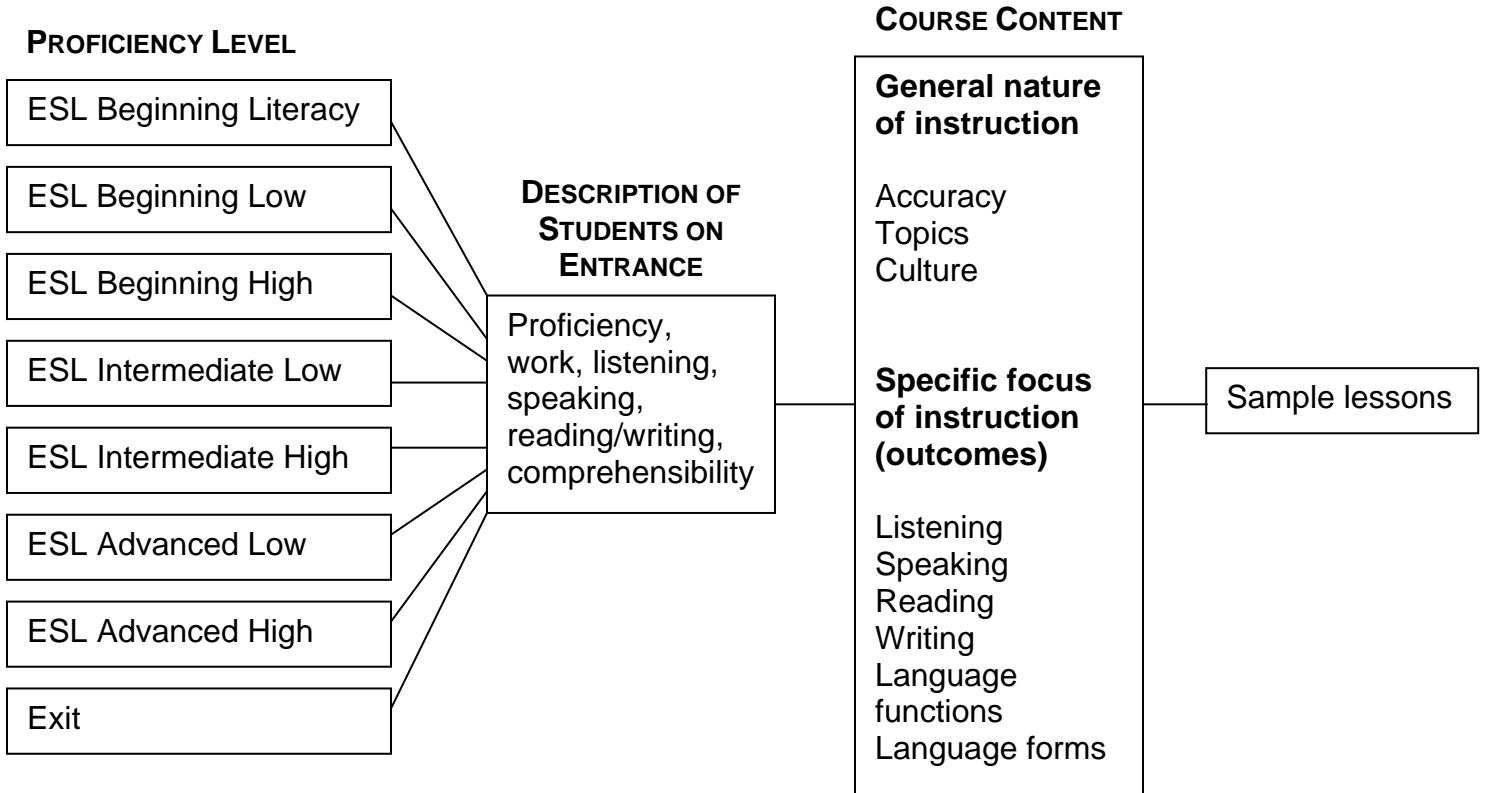 PROFICIENCY LEVEL
ESL Beginning Literacy
ESL Beginning Low
ESL Beginning High
ESL Intermediate Low
ESL Intermediate High
ESL Advanced Low
ESL Advanced High
Exit
DESCRIPTION OF
STUDENTS ON
ENTRANCE
Proficiency,
work, listening,
speaking,
reading/writing,
comprehensibility
COURSE CONTENT
General nature
of instruction
Accuracy
Topics
Culture
Specific focus
of instruction
(outcomes)
Listening
Speaking
Reading
Writing
Language
functions
Language forms
Sample lessons